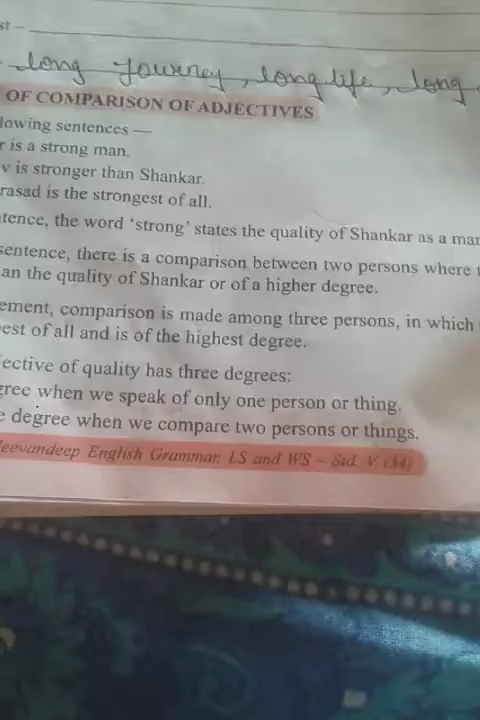 st –
long journey, long life, long
OF COMPARISON OF ADJECTIVES
lowing sentences —
r is a strong man.
v is stronger than Shankar.
rasad is the strongest of all.
tence, the word ‘strong’ states the quality of Shankar as a man
sentence, there is a comparison between two persons where t
an the quality of Shankar or of a higher degree.
ement, comparison is made among three persons, in which
est of all and is of the highest degree.
ective of quality has three degrees:
gree when we speak of only one person or thing.
e degree when we compare two persons or things.
Jeevandeep English Grammar, LS and WS – Std. V (34)